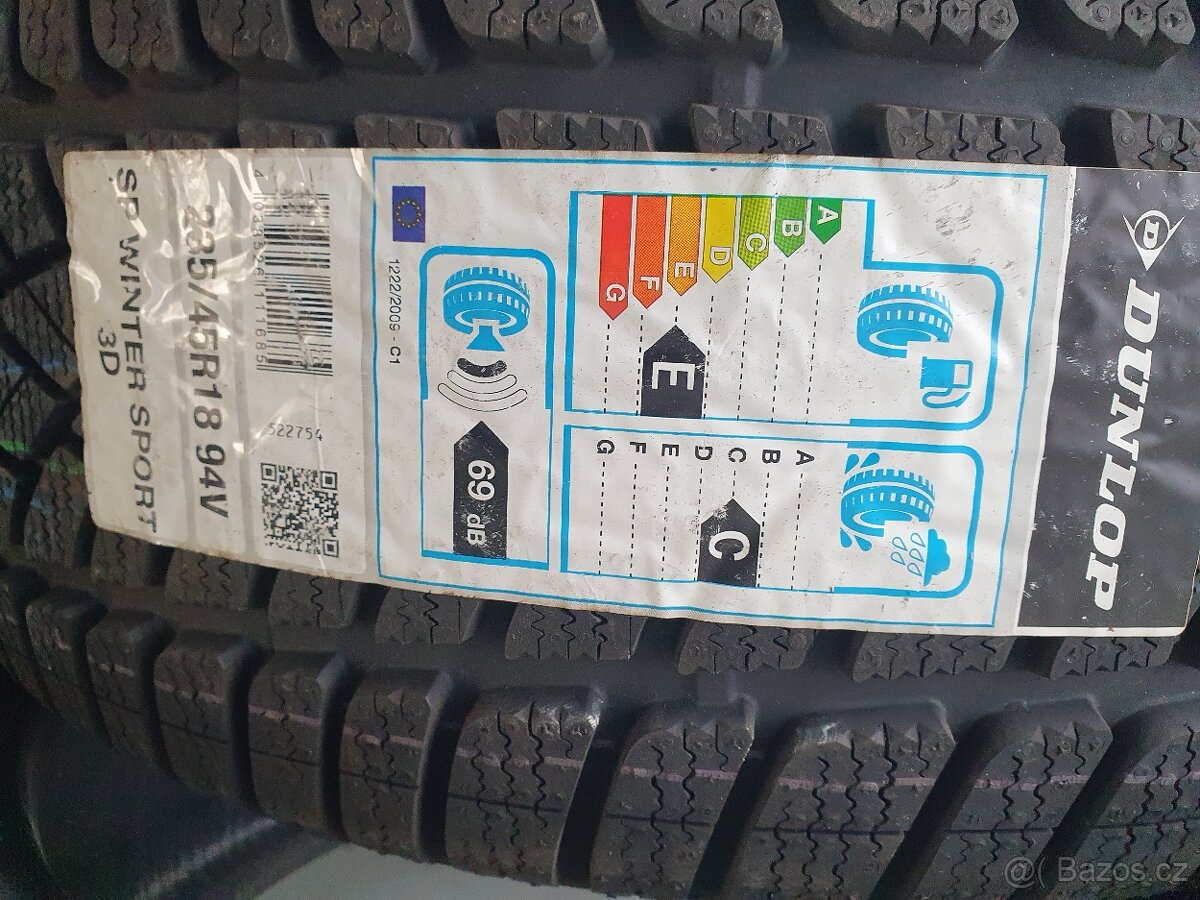 DUNLOP
A
B
C
D
E
F
G
E
A
B
C
D
E
F
G
C
69 dB
1222/2009 - C1
522754
235/45R18 94V
SP WINTER SPORT
3D
@( Bazos.cz